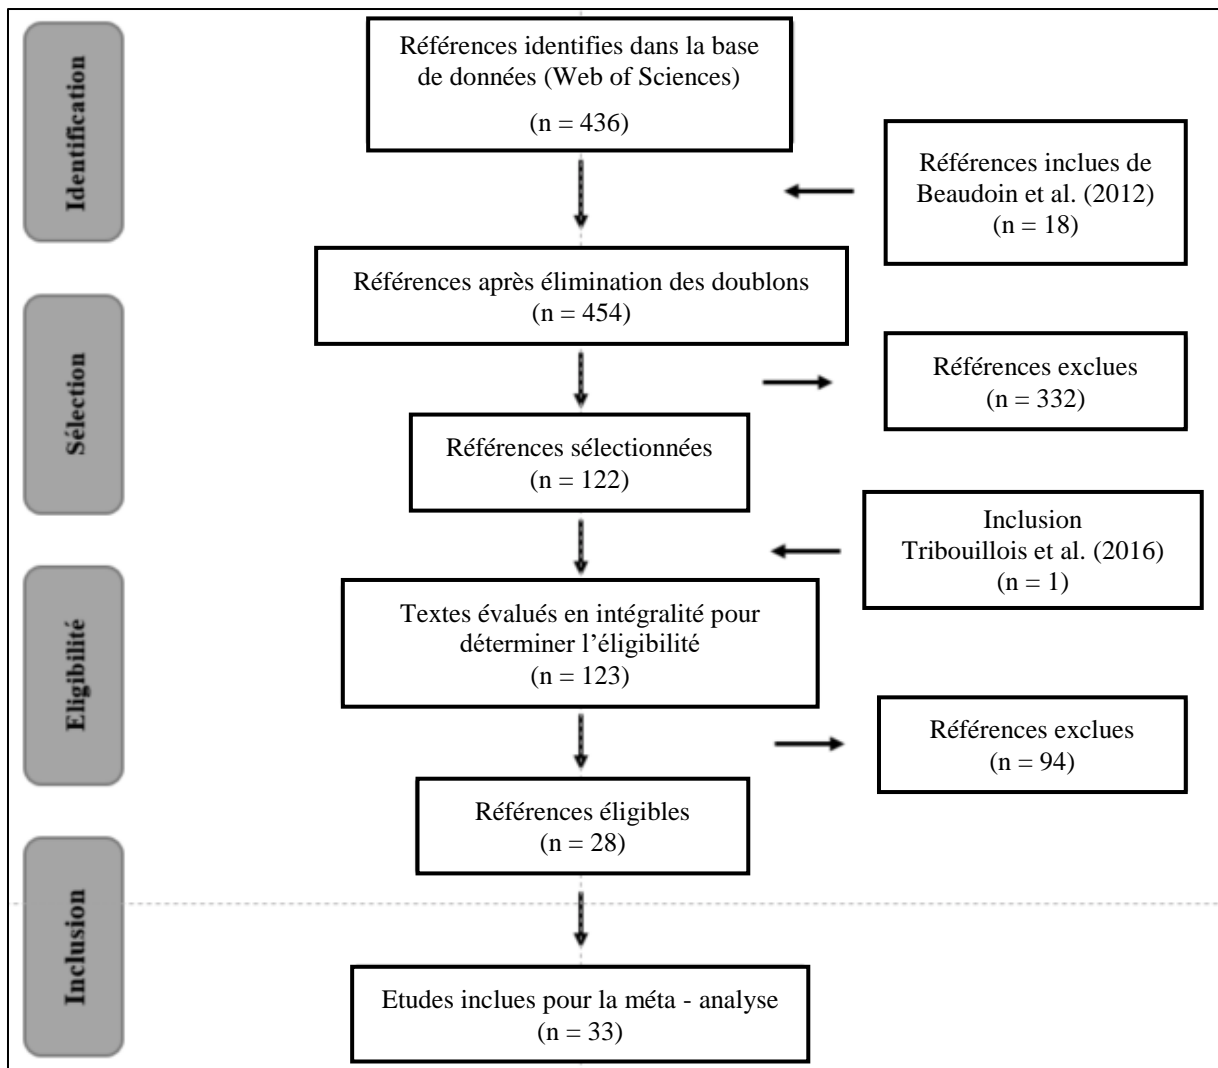 Identification
Références identifies dans la base
de données (Web of Sciences)
(n = 436)
Références inclues de
Beaudoin et al. (2012)
(n = 18)
Références après élimination des doublons
(n = 454)
Sélection
Références exclues
(n = 332)
Références sélectionnées
(n = 122)
Inclusion
Tribouillois et al. (2016)
(n = 1)
Eligibilité
Textes évalués en intégralité pour
déterminer l’éligibilité
(n = 123)
Références exclues
(n = 94)
Références éligibles
(n = 28)
Inclusion
Etudes inclues pour la méta - analyse
(n = 33)